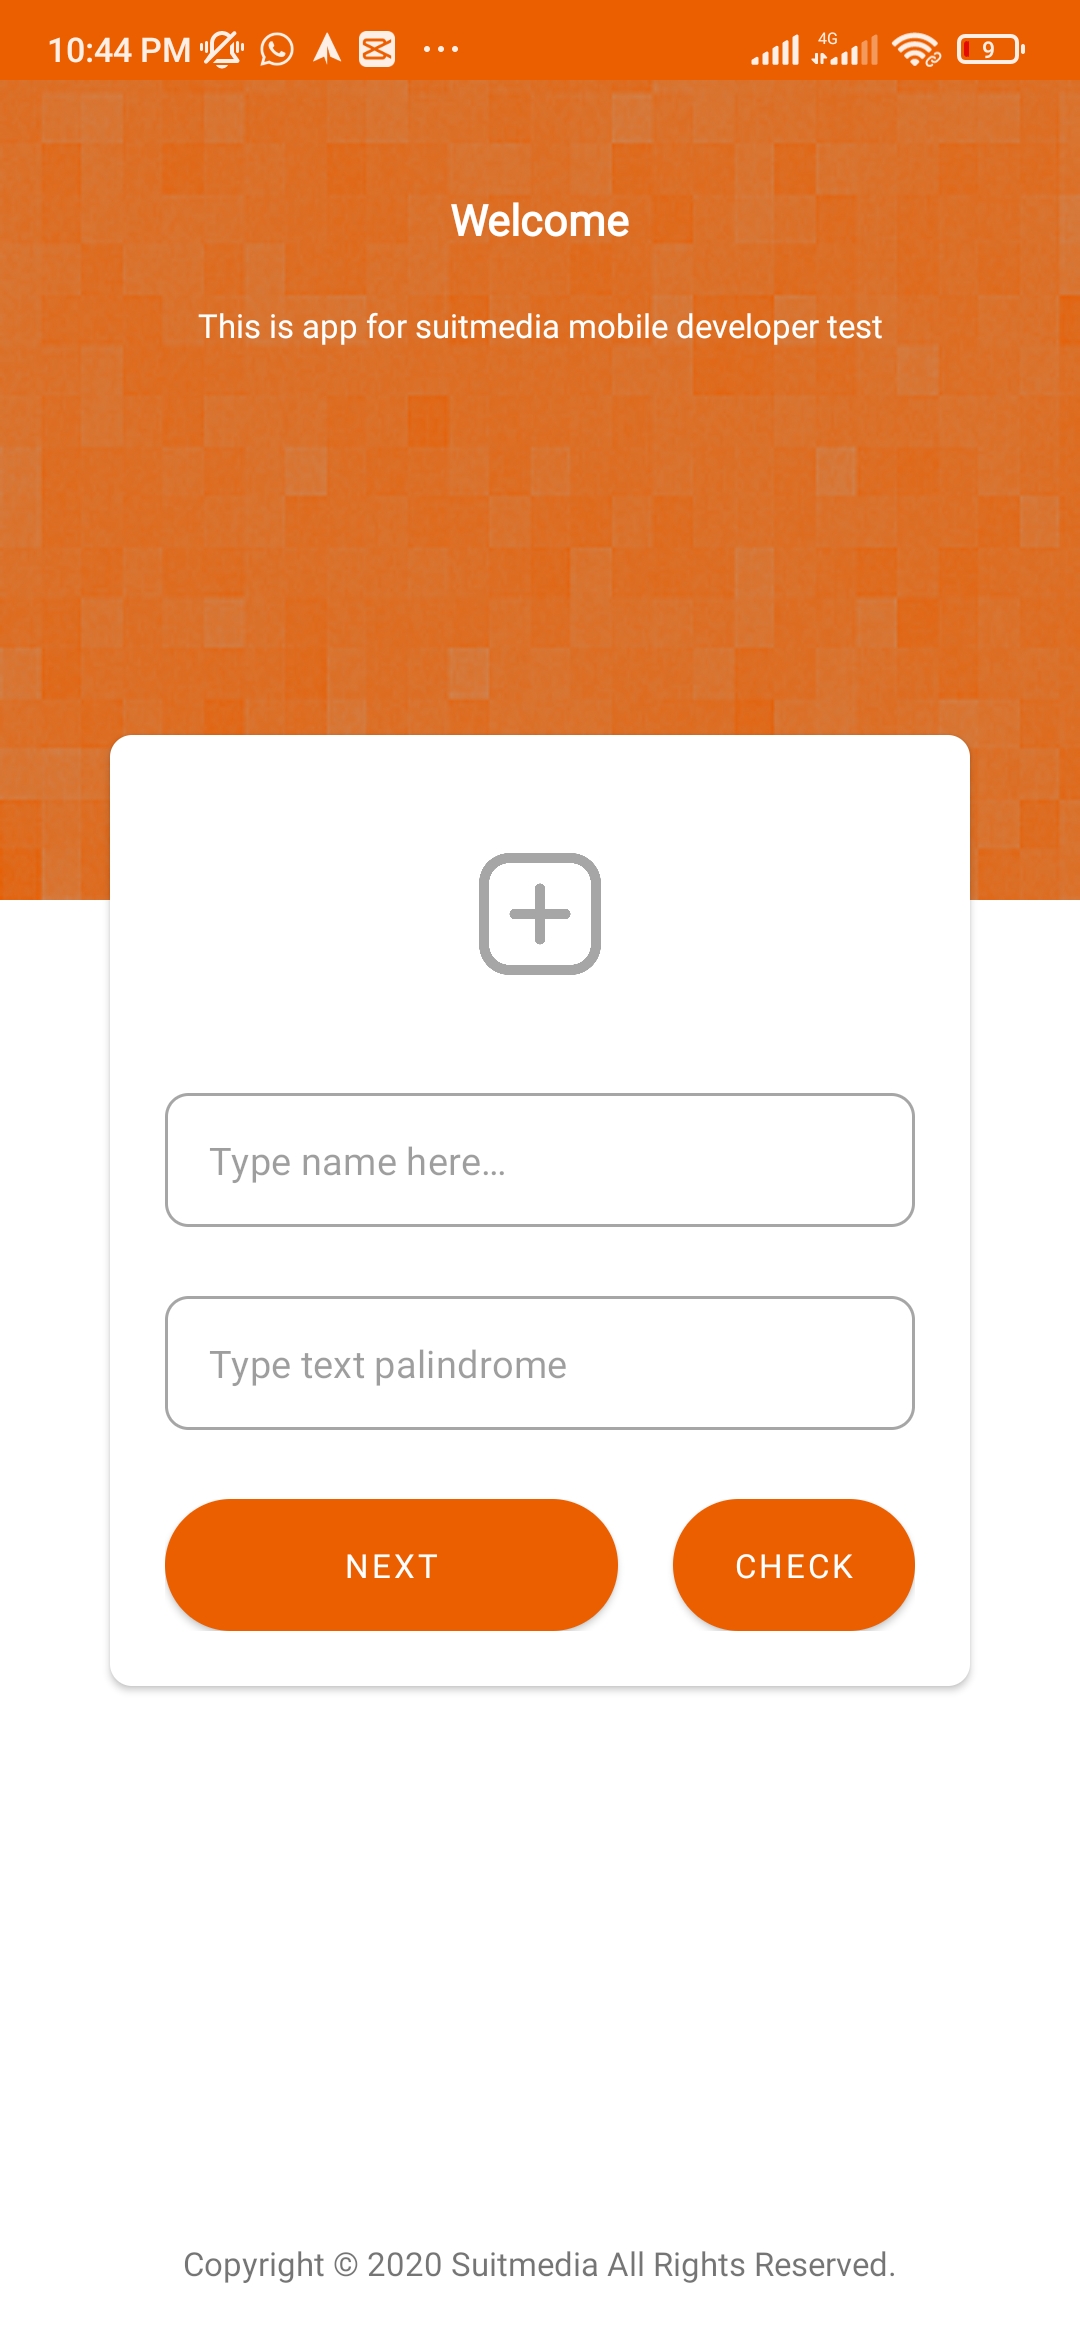 10:44 PM
4G
9
Welcome
This is app for suitmedia mobile developer test
Type name here...
Type text palindrome
NEXT
CHECK
Copyright © 2020 Suitmedia All Rights Reserved.